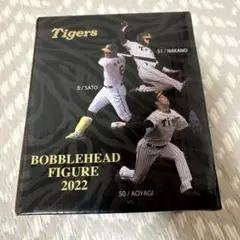 Tigers
51/NAKANO
8/SATO
BOBBLEHEAD
FIGURE
2022
50/AOYAGI